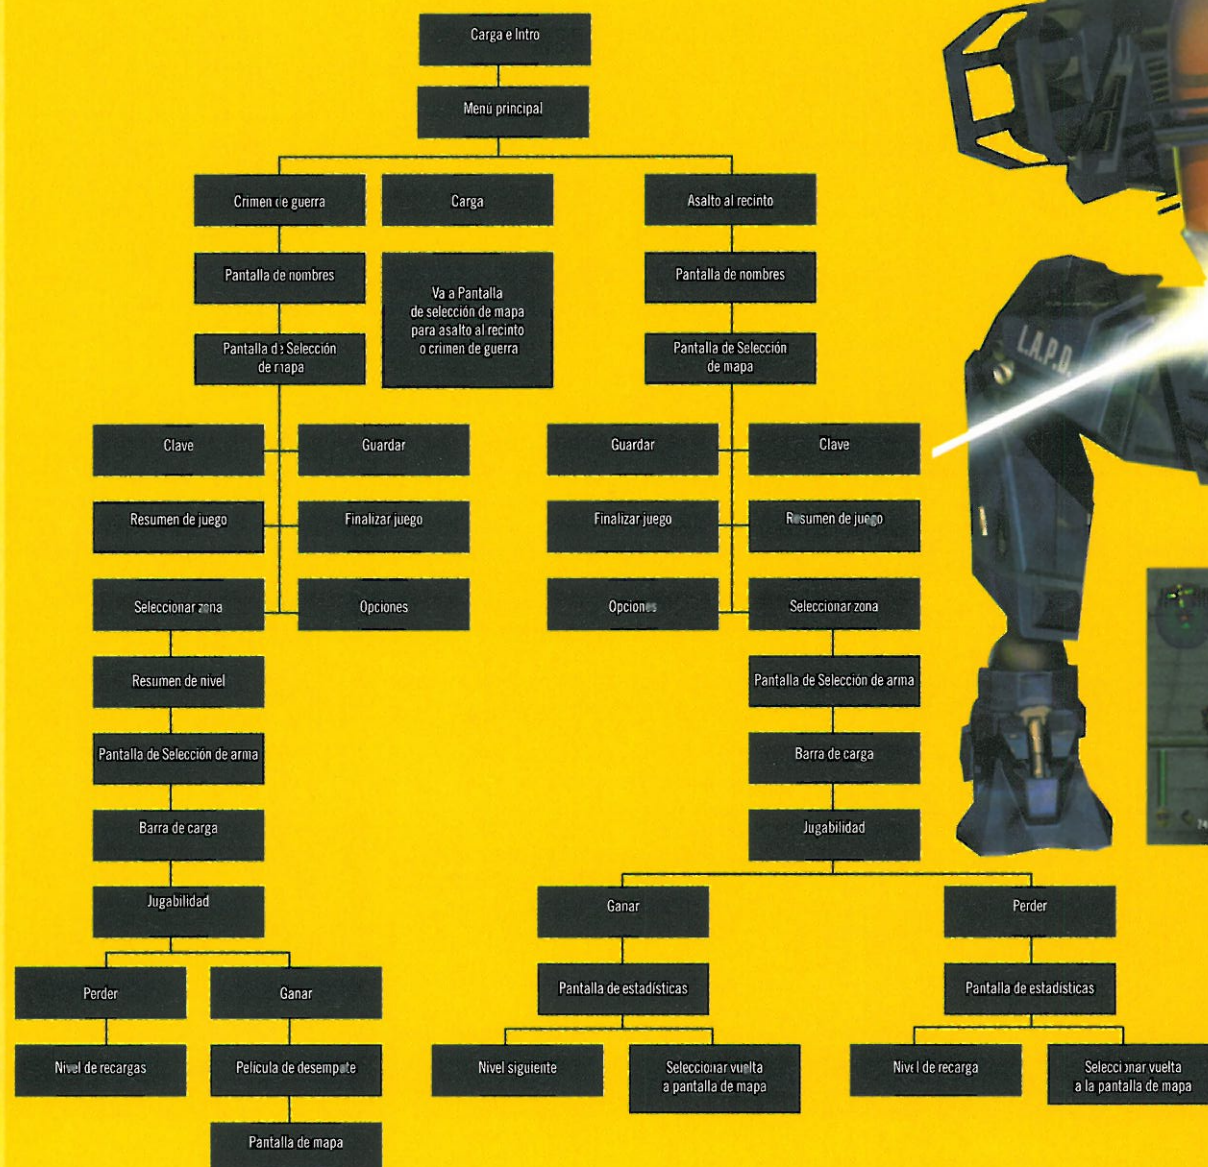 Carga e Intro
Menú principal
Crimen de guerra
Carga
Asalto al recinto
Pantalla de nombres
Va a Pantalla
de selección de mapa
para asalto al recinto
o crimen de guerra
Pantalla de nombres
Pantalla de Selección
de mapa
Pantalla de Selección
de mapa
L.A.P.D.
Clave
Guardar
Guardar
Clave
Resumen de juego
Finalizar juego
Finalizar juego
Resumen de juego
Seleccionar zona
Opciones
Opciones
Seleccionar zona
Resumen de nivel
Pantalla de Selección de arma
Pantalla de Selección de arma
Barra de carga
Barra de carga
Jugabilidad
Jugabilidad
Ganar
Perder
Perder
Ganar
Pantalla de estadísticas
Pantalla de estadísticas
Nivel de recargas
Película de desempate
Nivel siguiente
Seleccionar vuelta
a pantalla de mapa
Nivel de recarga
Seleccionar vuelta
a la pantalla de mapa
Pantalla de mapa